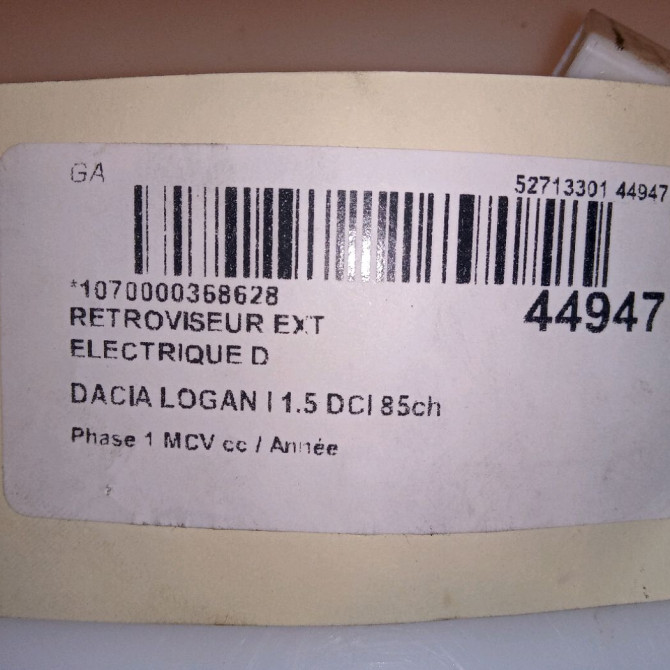 GA
52713301 44947
*1070000368628
44947
RETROVISEUR EXT
ELECTRIQUE D
DACIA LOGAN I 1.5 DCI 85ch
Phase 1 MCV cc / Année